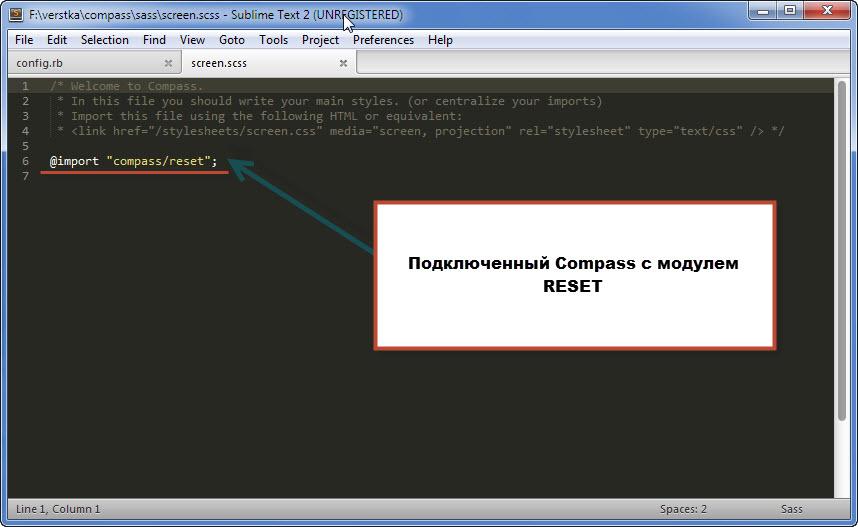 F:\verstka\compass\sass\screen.scss - Sublime Text 2 (UNREGISTERED)
File Edit Selection Find View Goto Tools Project Preferences Help
config.rb screen.scss
1 /* Welcome to Compass.
2 * In this file you should write your main styles. (or centralize your imports)
3 * Import this file using the following HTML or equivalent:
4 * <link href="/stylesheets/screen.css" media="screen, projection" rel="stylesheet" type="text/css" /> */
5
6 @import "compass/reset";
7
Подключенный Compass с модулем
RESET
Line 1, Column 1 Spaces: 2 Sass